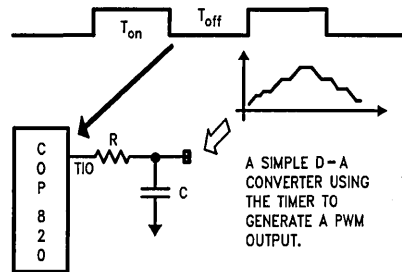 Ton
Toff
C
O
P
8
2
0
TIO
R
C
A SIMPLE D-A
CONVERTER USING
THE TIMER TO
GENERATE A PWM
OUTPUT.